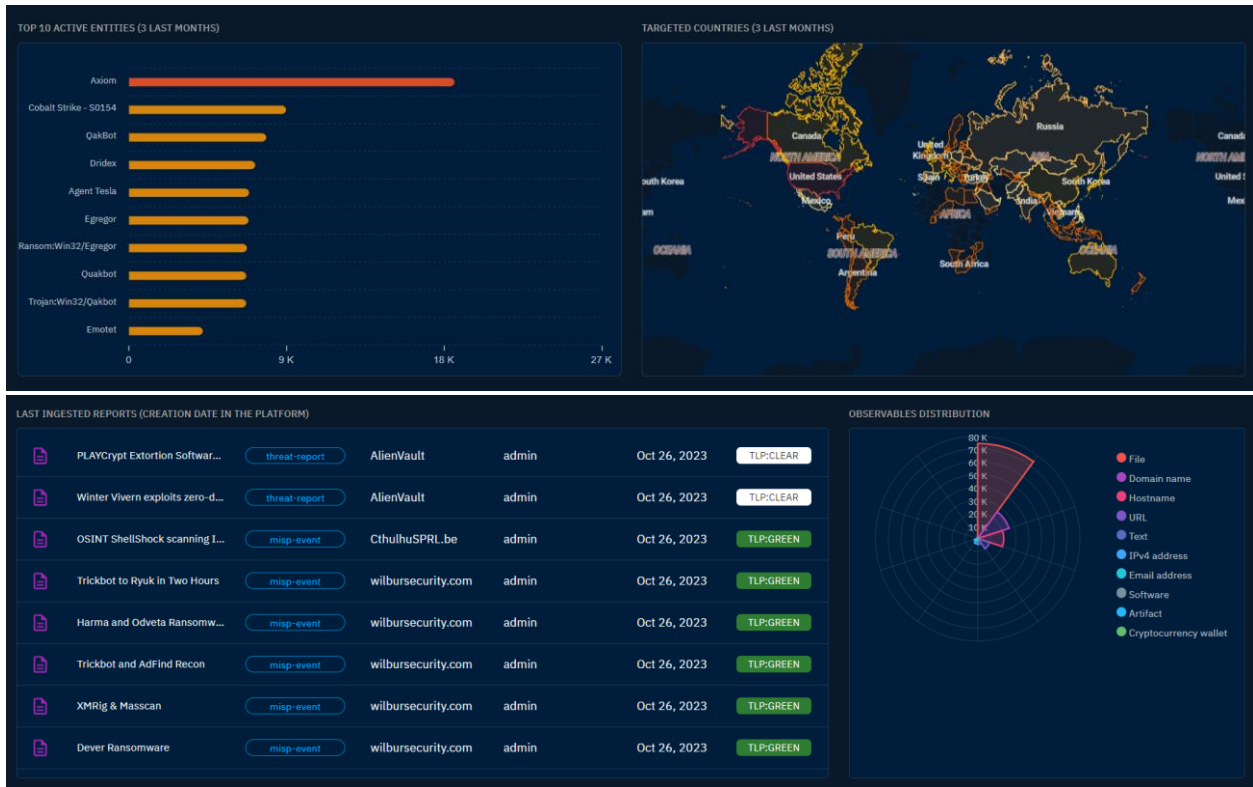 TOP 10 ACTIVE ENTITIES (3 LAST MONTHS)
Axiom
Cobalt Strike - S0154
QakBot
Dridex
Agent Tesla
Egregor
Ransom:Win32/Egregor
Quakbot
Trojan:Win32/Qakbot
Emotet
0 9 K 18 K 27 K
TARGETED COUNTRIES (3 LAST MONTHS)
Russia
Canada Canada
United Kingdom
NORTH AMERICA ASIA NORTH AME
outh Korea United States Spain Turkey South Korea United S
Mexico India Mex
am AFRICA Vietnam
Peru
OCEANIA SOUTH AMERICA OCEANIA
Argentina South Africa
LAST INGESTED REPORTS (CREATION DATE IN THE PLATFORM)
PLAYCrypt Extortion Softwar... threat-report AlienVault admin Oct 26, 2023 TLP:CLEAR
Winter Vivern exploits zero-d... threat-report AlienVault admin Oct 26, 2023 TLP:CLEAR
OSINT ShellShock scanning I... misp-event CthulhuSPRL.be admin Oct 26, 2023 TLP:GREEN
Trickbot to Ryuk in Two Hours misp-event wilbursecurity.com admin Oct 26, 2023 TLP:GREEN
Harma and Odveta Ransomw... misp-event wilbursecurity.com admin Oct 26, 2023 TLP:GREEN
Trickbot and AdFind Recon misp-event wilbursecurity.com admin Oct 26, 2023 TLP:GREEN
XMRig & Masscan misp-event wilbursecurity.com admin Oct 26, 2023 TLP:GREEN
Dever Ransomware misp-event wilbursecurity.com admin Oct 26, 2023 TLP:GREEN
OBSERVABLES DISTRIBUTION
80 K
70 K
60 K
50 K
40 K
30 K
20 K
10 K
File
Domain name
Hostname
URL
Text
IPv4 address
Email address
Software
Artifact
Cryptocurrency wallet